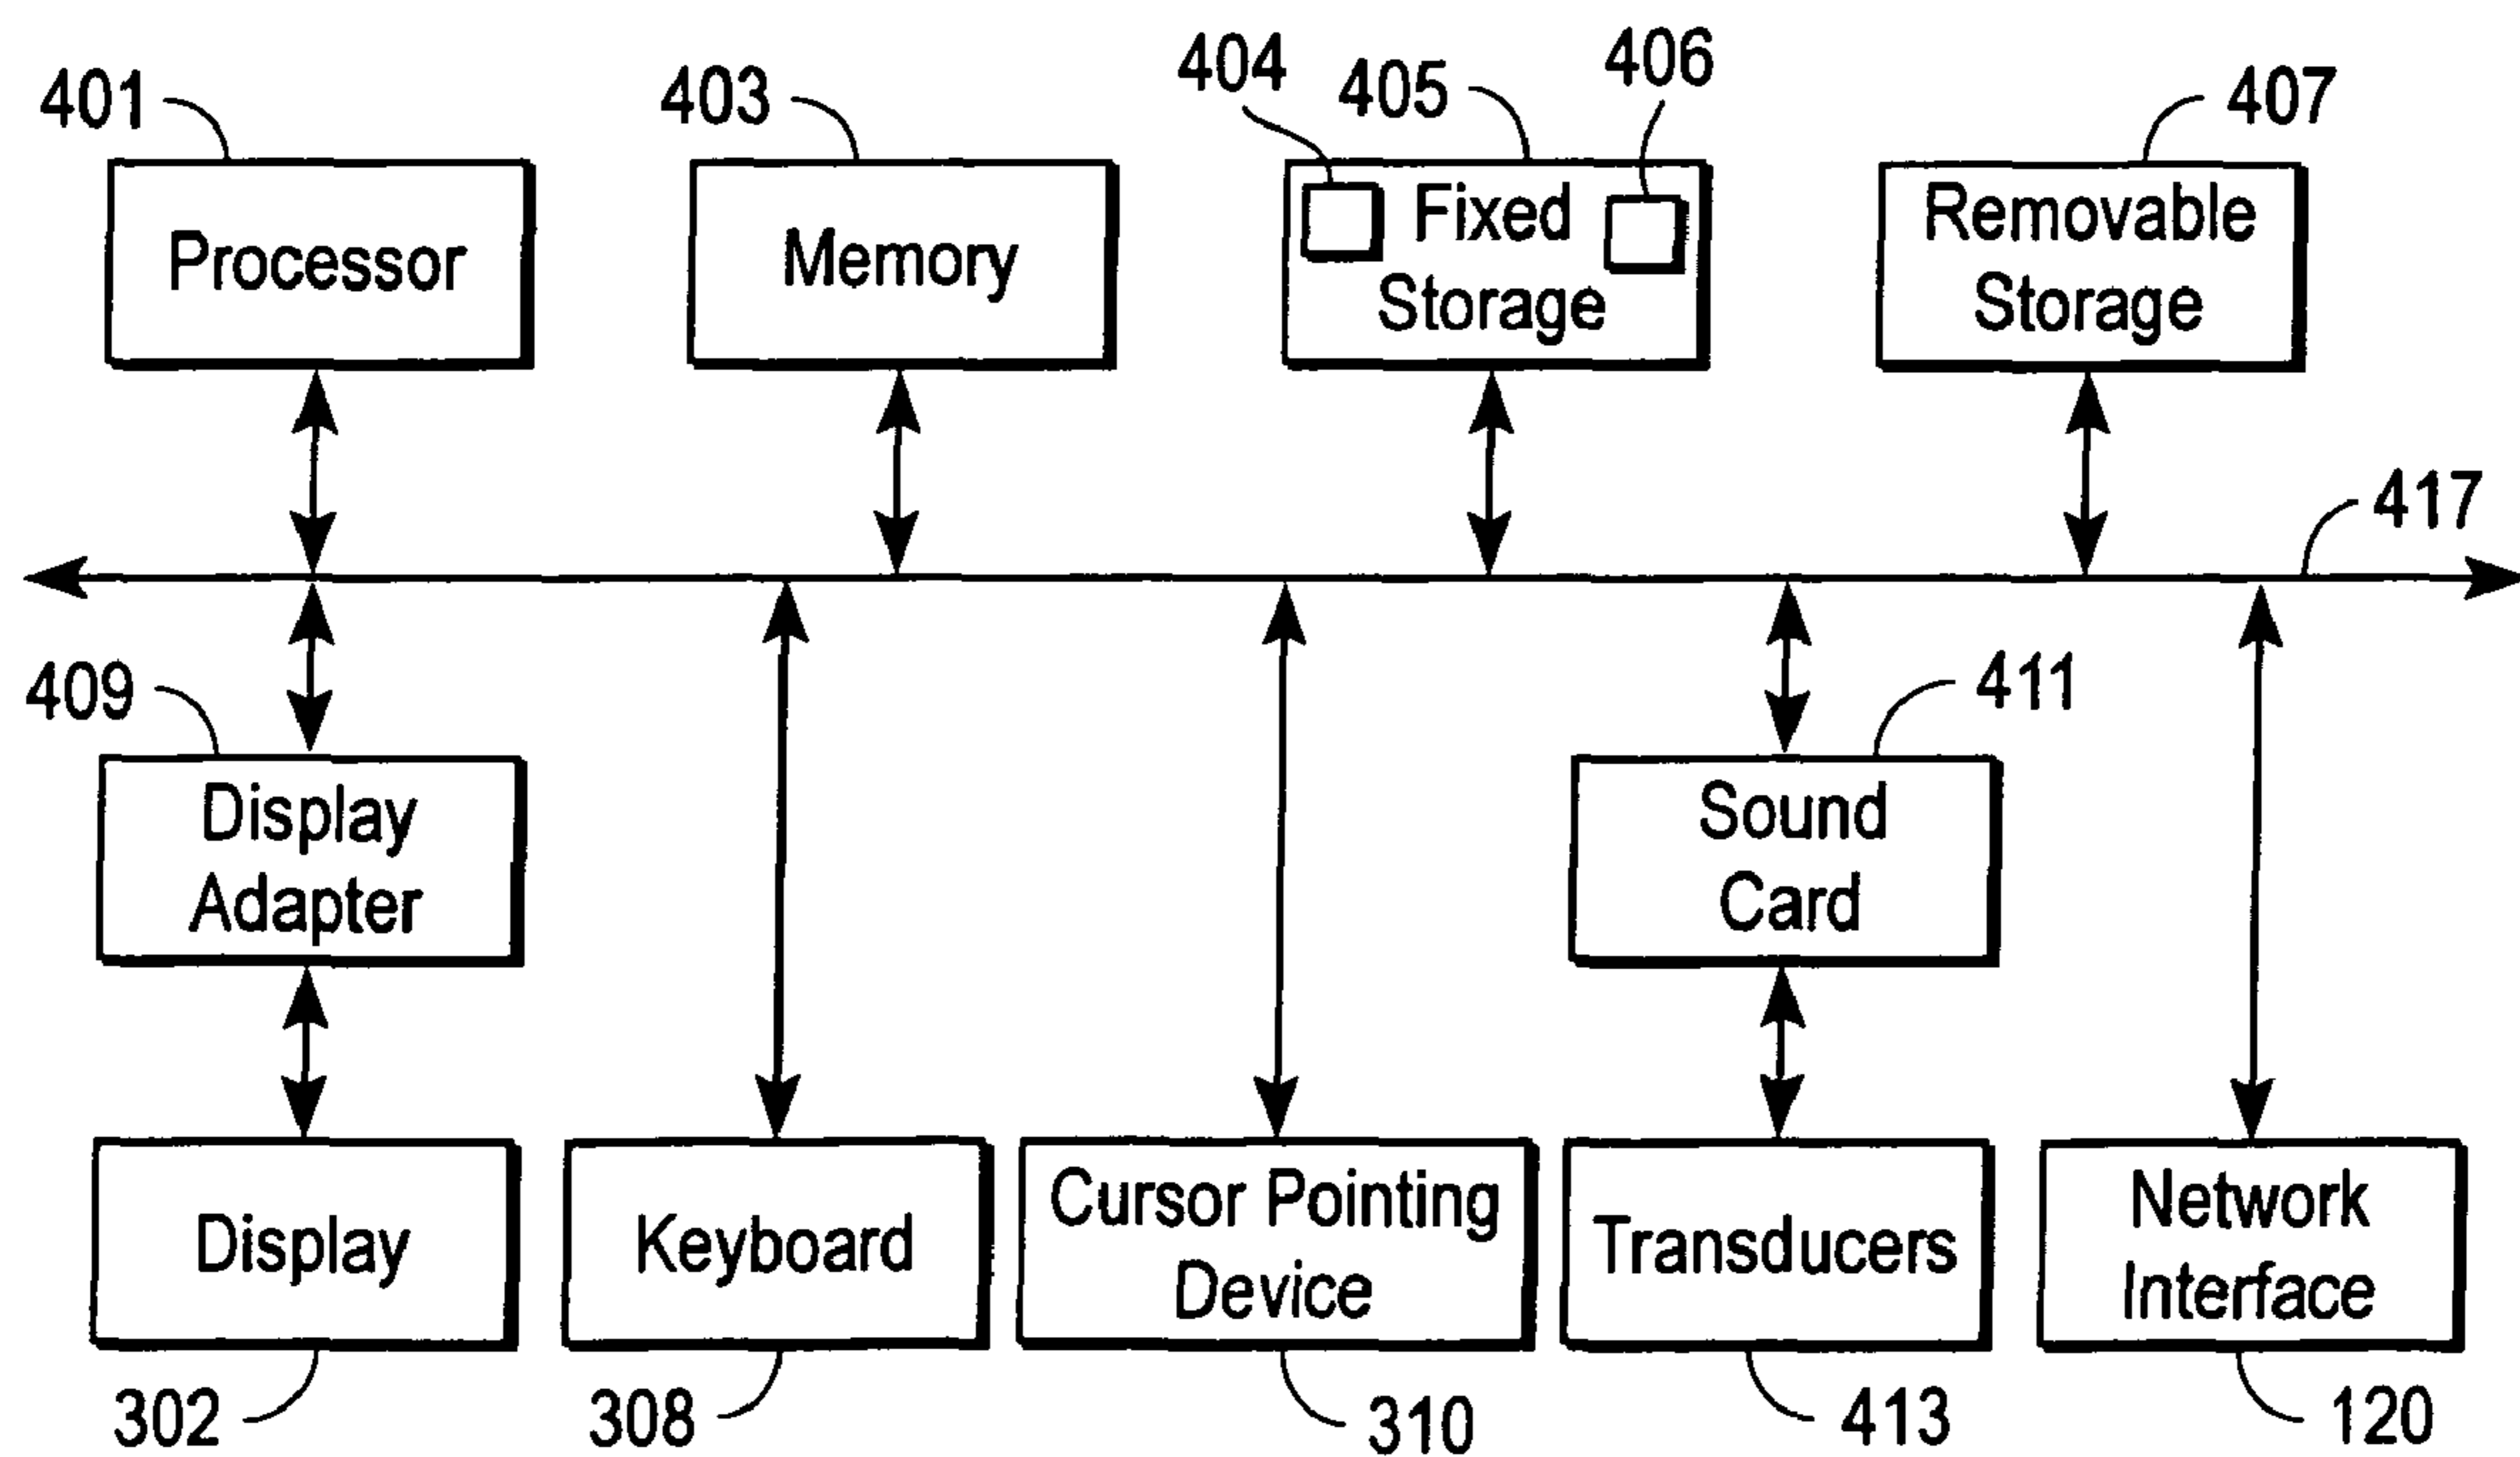 401
403
404
405
406
407
Processor
Memory
Fixed
Storage
Removable
Storage
417
409
411
Display
Adapter
Sound
Card
Display
Keyboard
Cursor Pointing
Device
Transducers
Network
Interface
302
308
310
413
120